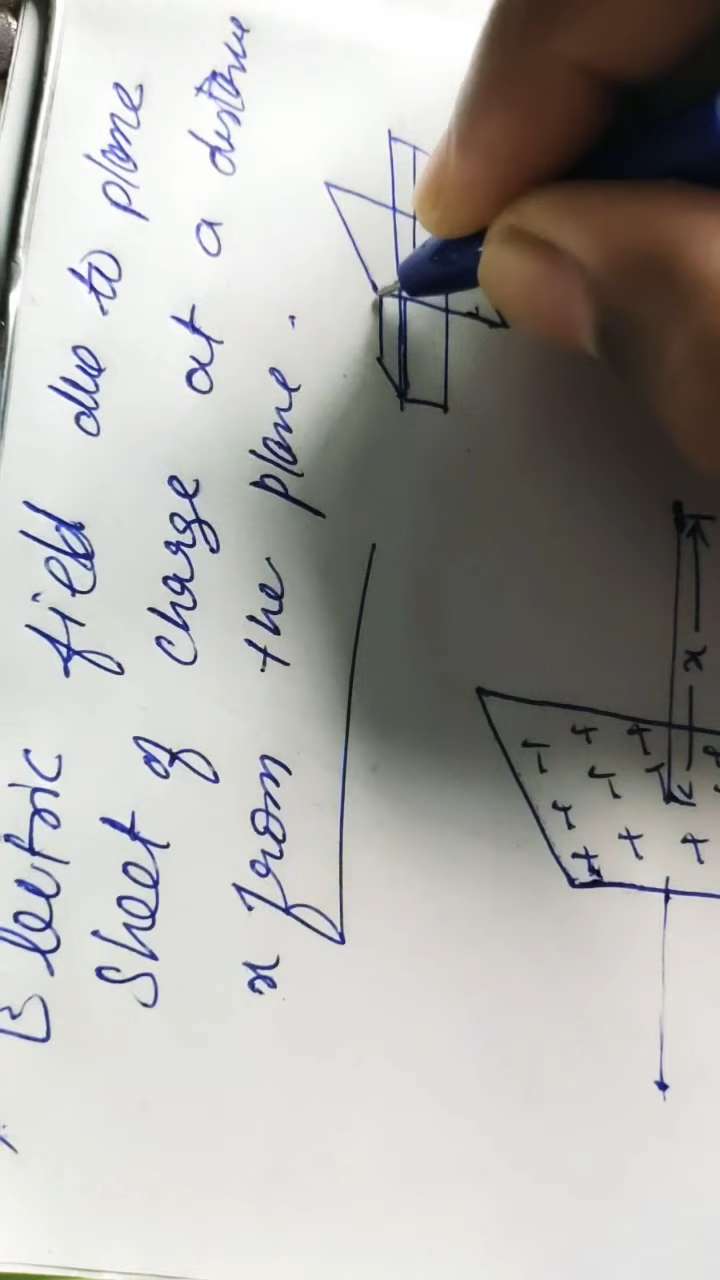 Electric field due to plane
Sheet of charge at a distance
x from the plane.
x